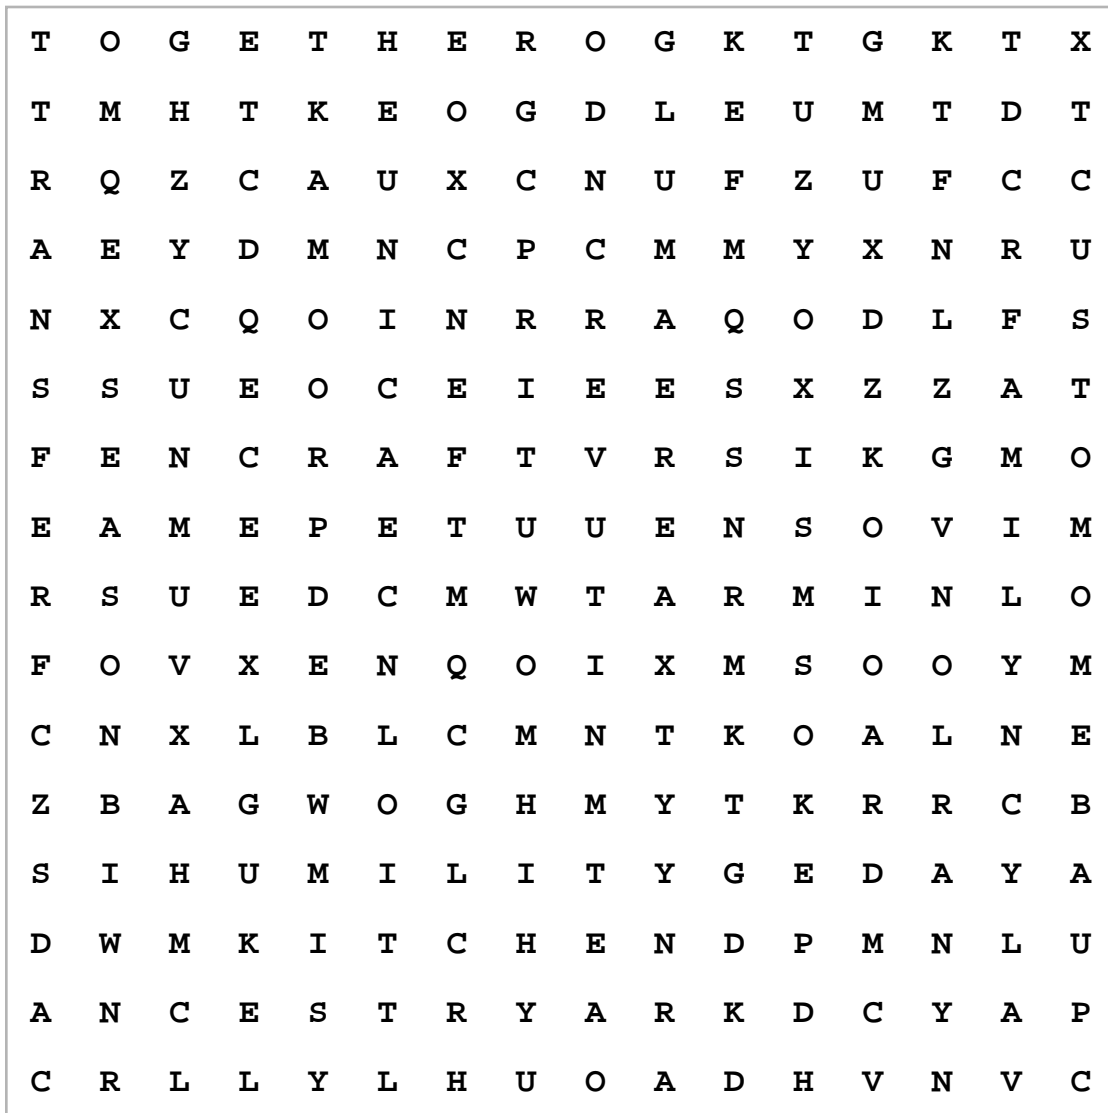 T O G E T H E R O G K T G K T X
T M H T K E O G D L E U M T D T
R Q Z C A U X C N U F Z U F C C
A E Y D M N C P C M M Y X N R U
N X C Q O I N R R A Q O D L F S
S S U E O C E I E E S X Z Z A T
F E N C R A F T V R S I K G M O
E A M E P E T U U E N S O V I M
R S U E D C M W T A R M I N L O
F O V X E N Q O I X M S O O Y M
C N X L B L C M N T K O A L N E
Z B A G W O G H M Y T K R R C B
S I H U M I L I T Y G E D A Y A
D W M K I T C H E N D P M N L U
A N C E S T R Y A R K D C Y A P
C R L L Y L H U O A D H V N V C